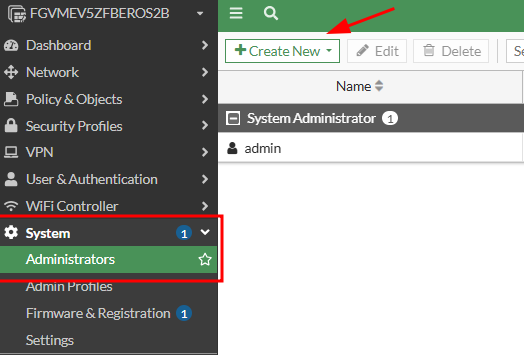 FGVMEV5ZFBEROS2B
Dashboard
Network
Policy & Objects
Security Profiles
VPN
User & Authentication
WiFi Controller
System 1
Administrators
Admin Profiles
Firmware & Registration 1
Settings
+ Create New Edit Delete Se
Name
System Administrator 1
admin